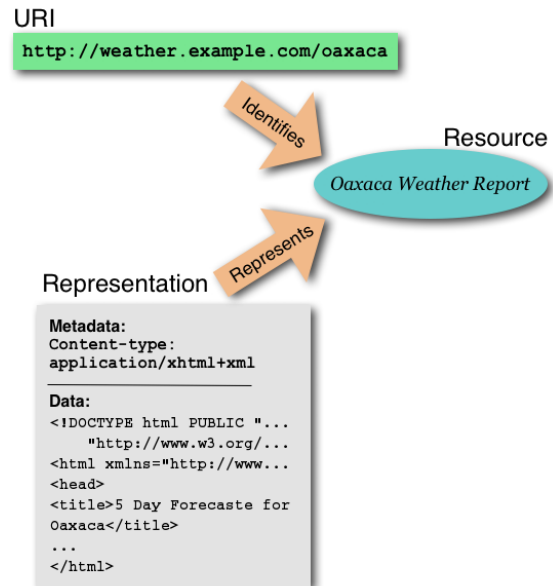 URI
http://weather.example.com/oaxaca
Identifies
Resource
Oaxaca Weather Report
Represents
Representation
Metadata:
Content-type:
application/xhtml+xml
Data:
<!DOCTYPE html PUBLIC "...
"http://www.w3.org/...
<html xmlns="http://www...
<head>
<title>5 Day Forecaste for
Oaxaca</title>
...
</html>